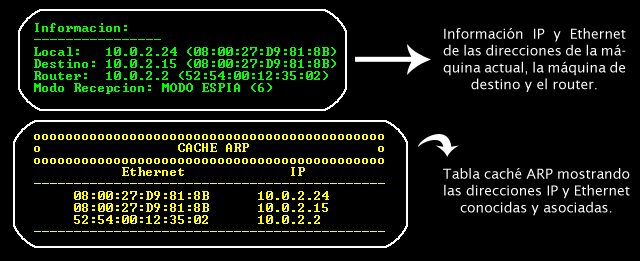 Informacion:
----------------
Local:   10.0.2.24 (08:00:27:D9:81:8B)
Destino: 10.0.2.15 (08:00:27:D9:81:8B)
Router:  10.0.2.2 (52:54:00:12:35:02)
Modo Recepcion: MODO ESPIA (6)
Información IP y Ethernet
de las direcciones de la má-
quina actual, la máquina de
destino y el router.
oooooooooooooooooooooooooooooooooooooooooooo
o CACHE ARP o
oooooooooooooooooooooooooooooooooooooooooooo
Ethernet IP
--------------------------------------------
08:00:27:D9:81:8B 10.0.2.24
08:00:27:D9:81:8B 10.0.2.15
52:54:00:12:35:02 10.0.2.2
--------------------------------------------
Tabla caché ARP mostrando
las direcciones IP y Ethernet
conocidas y asociadas.